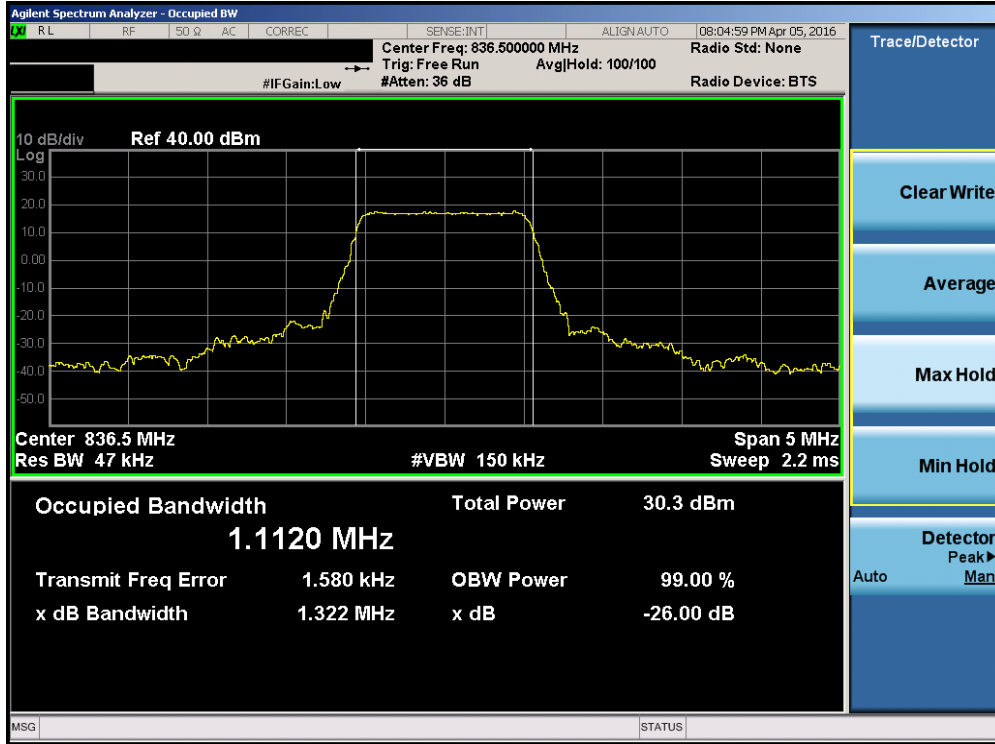 Agilent Spectrum Analyzer - Occupied BW
LXI RL RF 50 Ω AC CORREC SENSE:INT ALIGN AUTO 08:04:59 PM Apr 05, 2016
Center Freq: 836.500000 MHz Radio Std: None
Trig: Free Run Avg|Hold: 100/100
#IFGain:Low #Atten: 36 dB Radio Device: BTS
10 dB/div Ref 40.00 dBm
Log
30.0
20.0
10.0
0.00
-10.0
-20.0
-30.0
-40.0
-50.0
Center 836.5 MHz Span 5 MHz
Res BW 47 kHz #VBW 150 kHz Sweep 2.2 ms
Occupied Bandwidth Total Power 30.3 dBm
1.1120 MHz
Transmit Freq Error 1.580 kHz OBW Power 99.00 %
x dB Bandwidth 1.322 MHz x dB -26.00 dB
MSG STATUS
Trace/Detector
Clear Write
Average
Max Hold
Min Hold
Detector
Peak▶
Auto Man